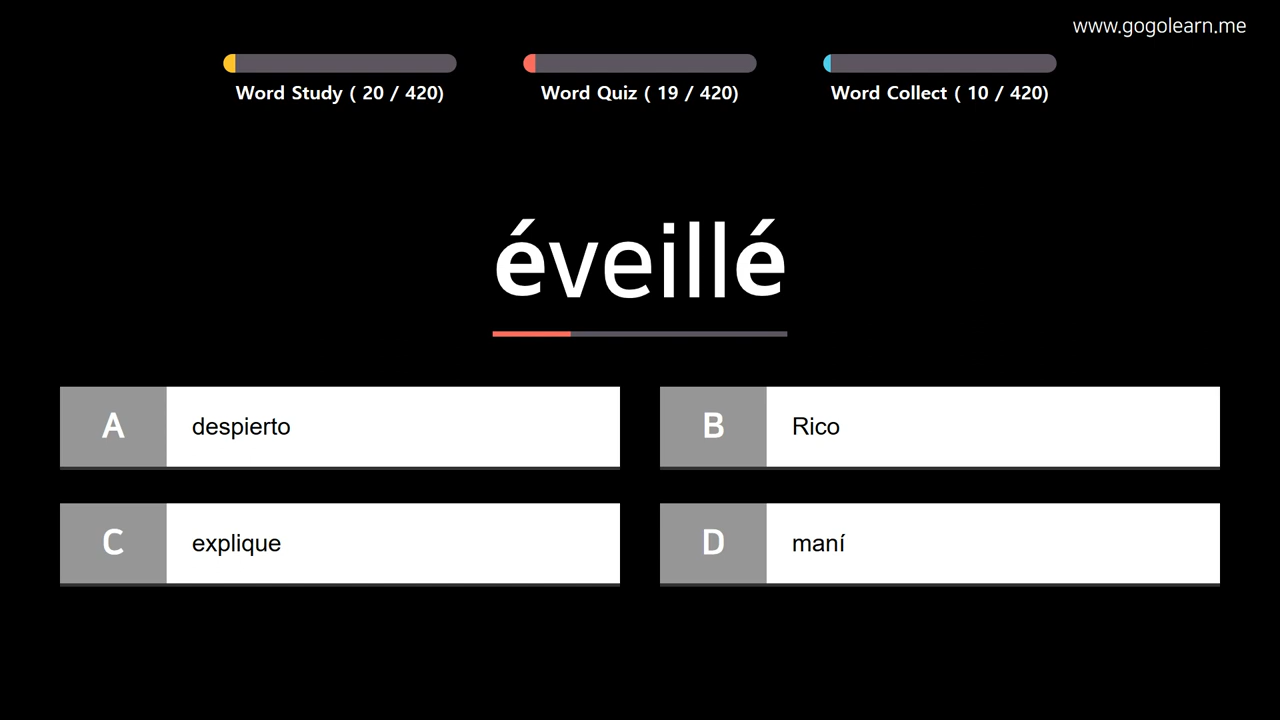 www.gogolearn.me
Word Study ( 20 / 420)
Word Quiz ( 19 / 420)
Word Collect ( 10 / 420)
éveillé
A despierto
B Rico
C explique
D maní